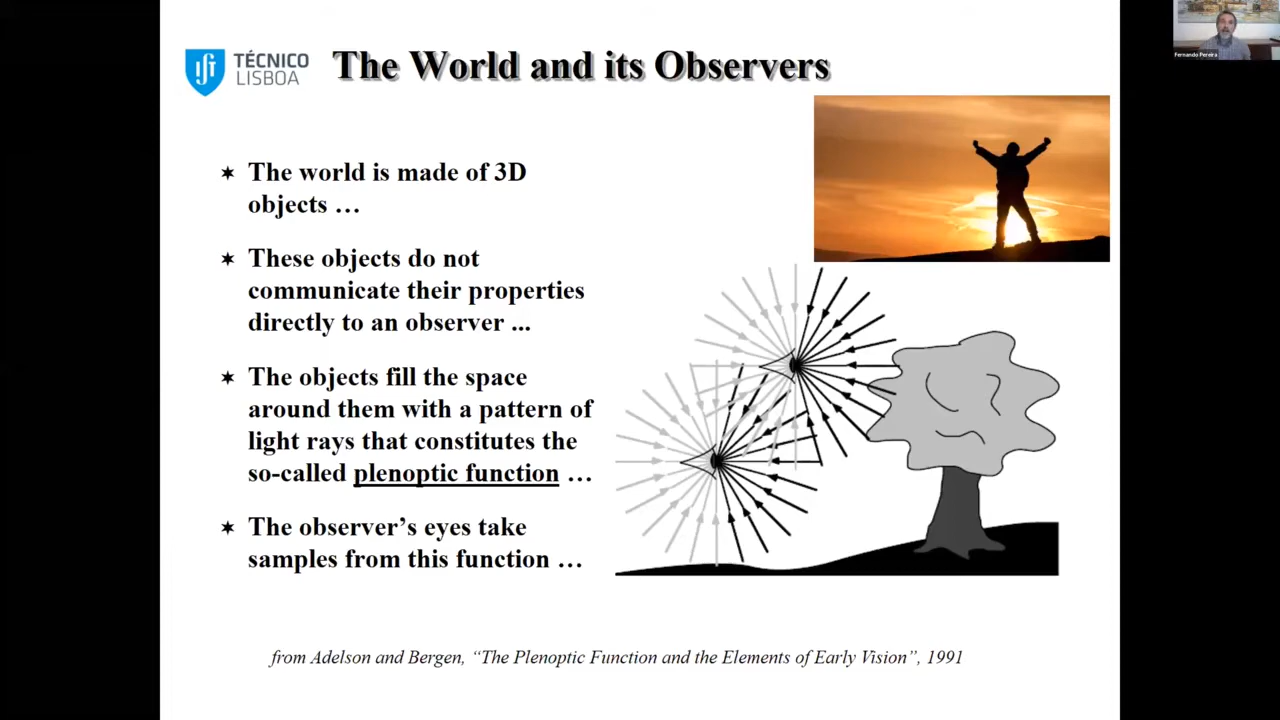 TÉCNICO
LISBOA
The World and its Observers
Fernando Pereira
✶ The world is made of 3D
objects …
✶ These objects do not
communicate their properties
directly to an observer ...
✶ The objects fill the space
around them with a pattern of
light rays that constitutes the
so-called plenoptic function …
✶ The observer’s eyes take
samples from this function …
from Adelson and Bergen, “The Plenoptic Function and the Elements of Early Vision”, 1991